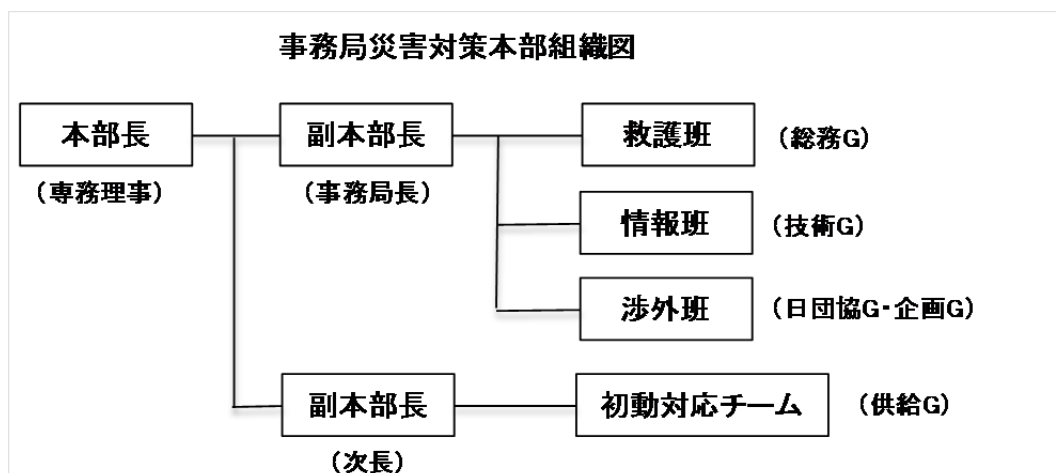 事務局災害対策本部組織図
本部長 副本部長 救護班 （総務G）
（専務理事） （事務局長）
情報班 （技術G）
渉外班 （日団協G・企画G）
副本部長 初動対応チーム （供給G）
（次長）